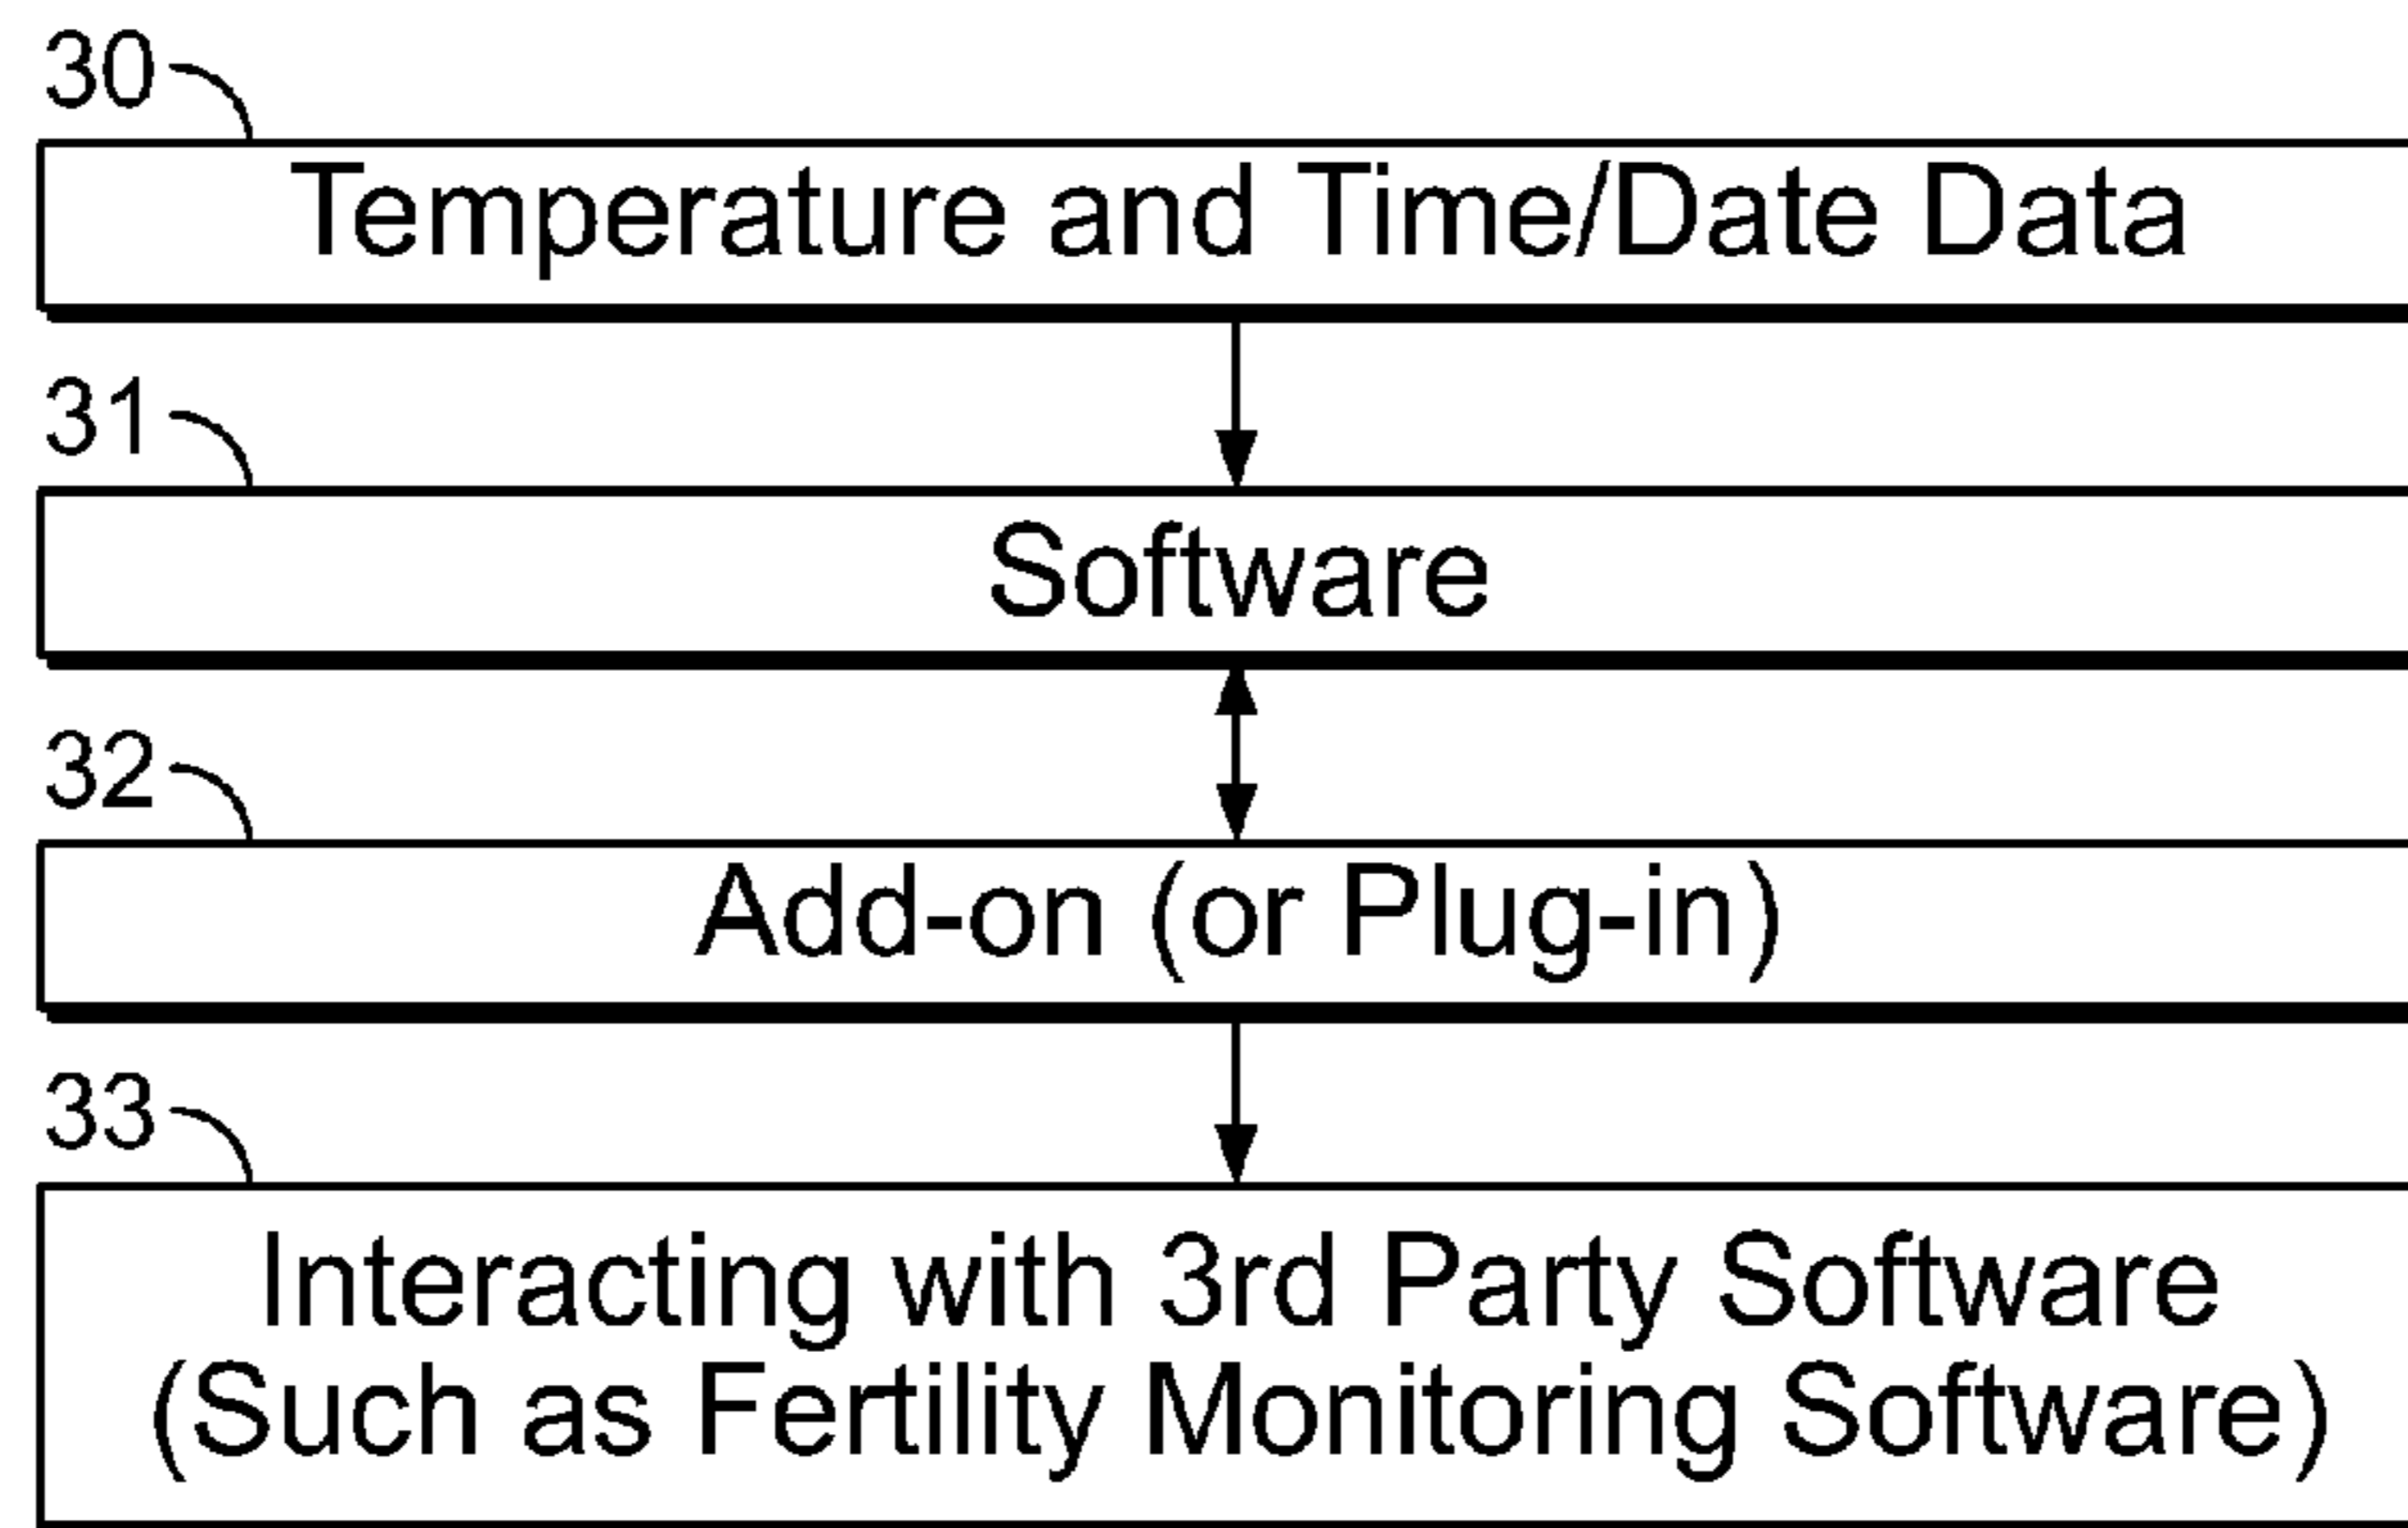 30
Temperature and Time/Date Data
31
Software
32
Add-on (or Plug-in)
33
Interacting with 3rd Party Software
(Such as Fertility Monitoring Software)